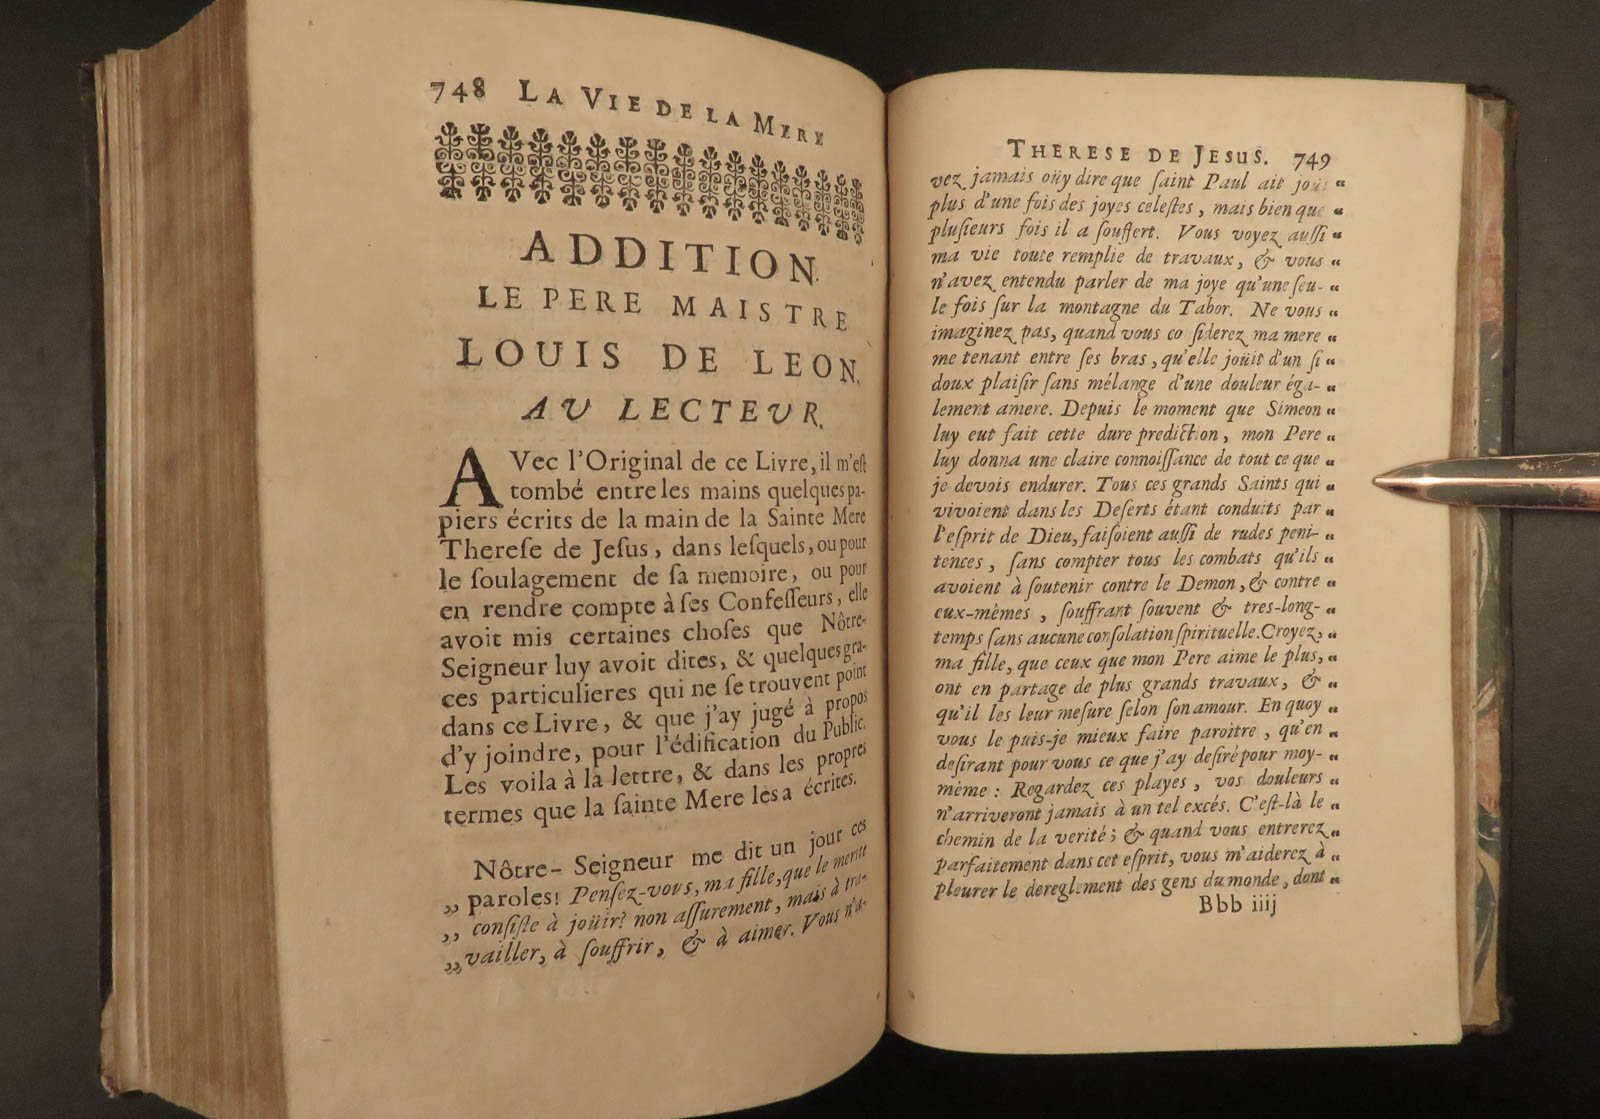 748 LA VIE DE LA MERE
ADDITION.
LE PERE MAISTRE
LOUIS DE LEON,
AU LECTEUR.
AVec l'Original de ce Livre, il m'eſt
tombé entre les mains quelques pa-
piers écrits de la main de la Sainte Mere
Thereſe de Jeſus, dans leſquels, ou pour
le ſoulagement de ſa memoire, ou pour
en rendre compte à ſes Confeſſeurs, elle
avoit mis certaines choſes que Nôtre-
Seigneur luy avoit dites, & quelques gra-
ces particulieres qui ne ſe trouvent point
dans ce Livre, & que j'ay jugé à propos
d'y joindre, pour l'édification du Public.
Les voila à la lettre, & dans les propres
termes que la ſainte Mere les a écrites.
Nôtre-Seigneur me dit un jour ces
„ paroles: Penſez-vous, ma fille, que le merite
„ conſiſte à joüir? non aſſurement, mais à tra-
„ vailler, à ſouffrir, & à aimer. Vous n'a-
THERESE DE JESUS. 749
vez jamais oüy dire que ſaint Paul ait joüi “
plus d'une fois des joyes celeſtes, mais bien que “
pluſieurs fois il a ſouffert. Vous voyez auſſi “
ma vie toute remplie de travaux, & vous “
n'avez entendu parler de ma joye qu'une ſeu- “
le fois ſur la montagne du Tabor. Ne vous “
imaginez pas, quand vous co ſiderez ma mere “
me tenant entre ſes bras, qu'elle joüit d'un ſi “
doux plaiſir ſans mélange d'une douleur éga- “
lement amere. Depuis le moment que Simeon “
luy eut fait cette dure prediction, mon Pere “
luy donna une claire connoiſſance de tout ce que “
je devois endurer. Tous ces grands Saints qui “
vivoient dans les Deſerts étant conduits par “
l'eſprit de Dieu, faiſoient auſſi de rudes peni- “
tences, ſans compter tous les combats qu'ils “
avoient à ſoutenir contre le Demon, & contre “
eux-mêmes, ſouffrant ſouvent & tres-long- “
temps ſans aucune conſolation ſpirituelle. Croyez, “
ma fille, que ceux que mon Pere aime le plus, “
ont en partage de plus grands travaux, & “
qu'il les leur meſure ſelon ſon amour. En quoy “
vous le puis-je mieux faire paroitre, qu'en “
deſirant pour vous ce que j'ay deſiré pour moy- “
même: Regardez ces playes, vos douleurs “
n'arriveront jamais à un tel excés. C'eſt-là le “
chemin de la verité; & quand vous entrerez “
parfaitement dans cet eſprit, vous m'aiderez à “
pleurer le dereglement des gens du monde, dont “
Bbb iiij